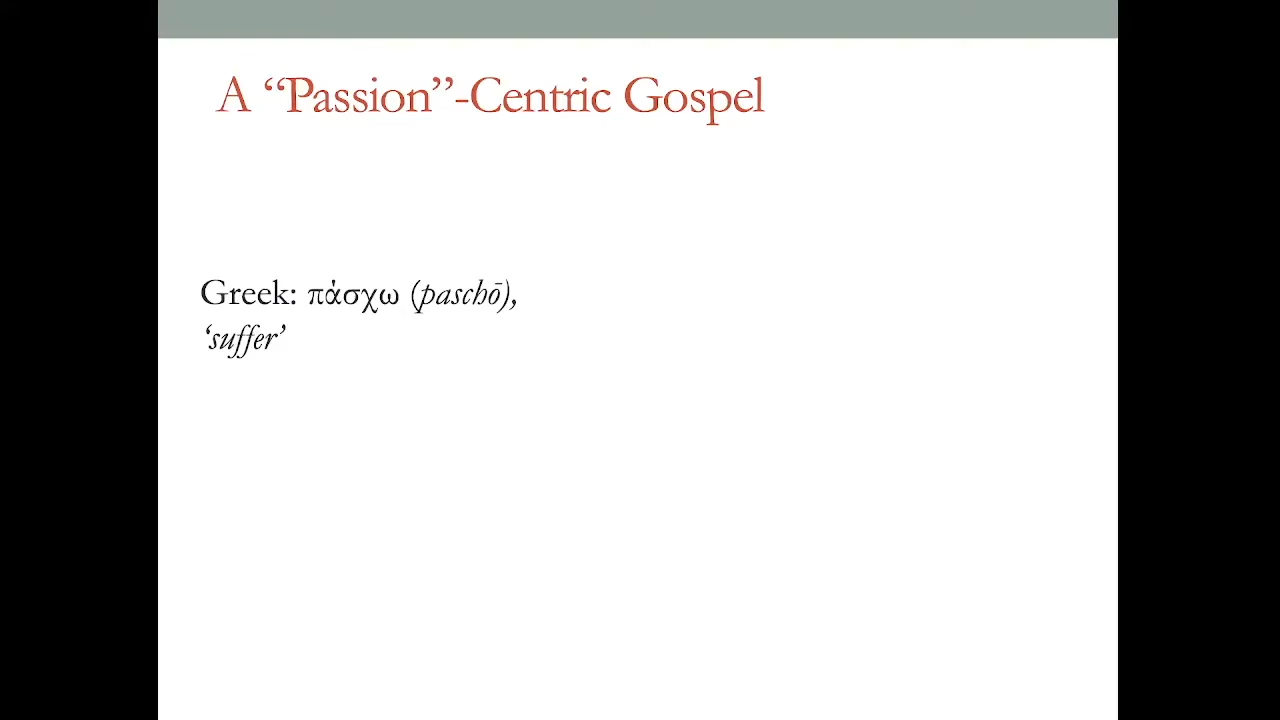 A “Passion”-Centric Gospel
Greek: πάσχω (paschō),
‘suffer’